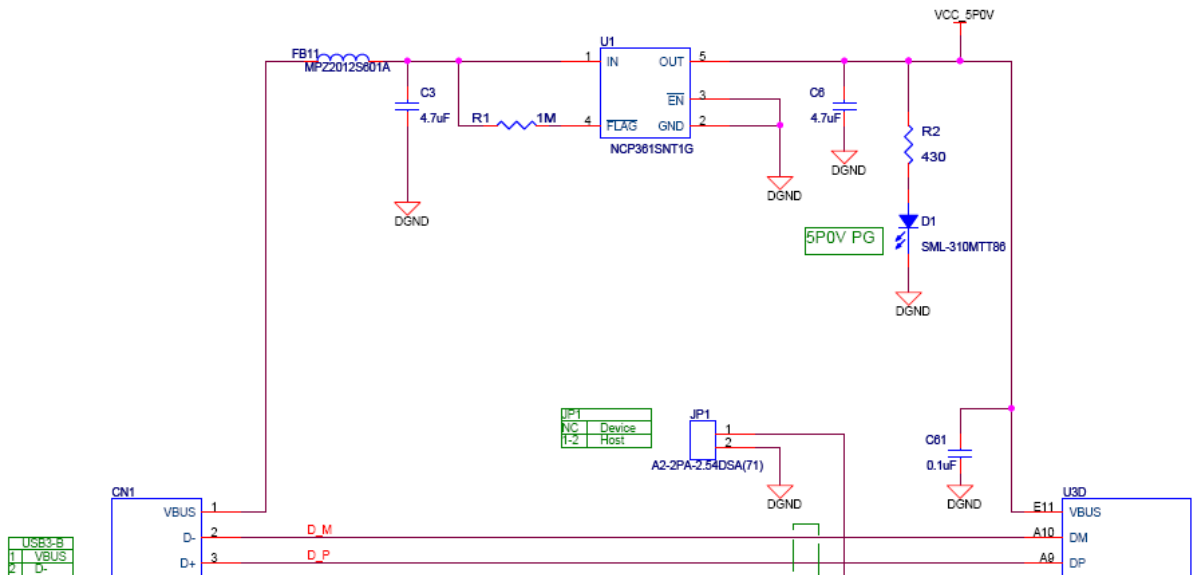 VCC_5P0V
FB11
MPZ2012S601A
U1
1 IN OUT 5
C3
4.7uF
EN 3
C6
4.7uF
R1 1M
4 FLAG GND 2
NCP361SNT1G
R2
430
DGND
DGND
DGND
5P0V PG
D1
SML-310MTT86
DGND
JP1
NC Device
1-2 Host
JP1
1
2
A2-2PA-2.54DSA(71)
C61
0.1uF
DGND
DGND
CN1
U3D
VBUS 1
E11 VBUS
D- 2
D_M
A10 DM
D+ 3
D_P
A9 DP
USB3-B
1 VBUS
2 D-